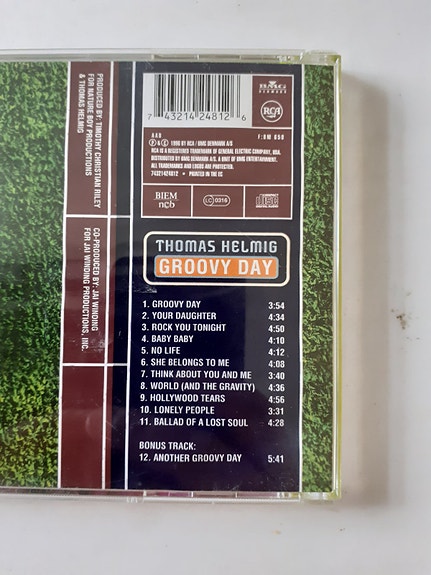 PRODUCED BY: TIMOTHY CHRISTIAN RILEY
FOR NATURE BOY PRODUCTIONS
& THOMAS HELMIG
CO-PRODUCED BY: JAI WINDING
FOR JAI WINDING PRODUCTIONS, INC.
7 43214 24812 6
BMG
RCA
F: BM 650
℗ © 1996 BY RCA / BMG DENMARK A/S
RCA IS A REGISTERED TRADEMARK OF GENERAL ELECTRIC COMPANY, USA.
DISTRIBUTED BY BMG DENMARK A/S. A UNIT OF BMG ENTERTAINMENT.
ALL TRADEMARKS AND LOGOS ARE PROTECTED.
74321424812 • PRINTED IN THE EC
BIEM
ncb
LC 0316
COMPACT
disc
DIGITAL AUDIO
THOMAS HELMIG
GROOVY DAY
1. GROOVY DAY 3:54
2. YOUR DAUGHTER 4:34
3. ROCK YOU TONIGHT 4:50
4. BABY BABY 4:10
5. NO LIFE 4:12
6. SHE BELONGS TO ME 4:08
7. THINK ABOUT YOU AND ME 3:40
8. WORLD (AND THE GRAVITY) 4:36
9. HOLLYWOOD TEARS 4:56
10. LONELY PEOPLE 3:31
11. BALLAD OF A LOST SOUL 4:28
BONUS TRACK:
12. ANOTHER GROOVY DAY 5:41